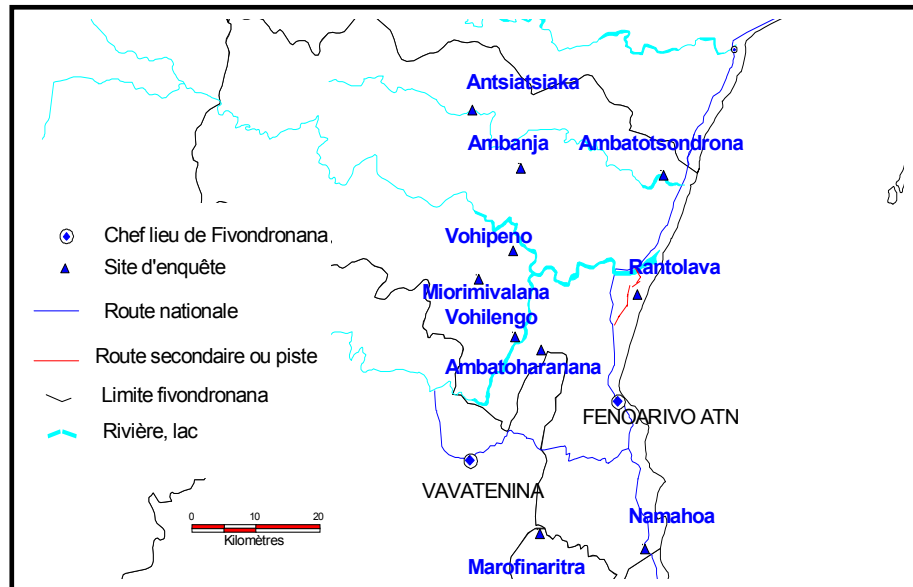 Antsiatsiaka
Ambanja
Ambatotsondrona
Chef lieu de Fivondronana
Site d'enquête
Route nationale
Route secondaire ou piste
Limite fivondronana
Rivière, lac
Vohipeno
Rantolava
Miorimivalana
Vohilengo
Ambatoharanana
FENOARIVO ATN
VAVATENINA
0 10 20
Kilomètres
Namahoa
Marofinaritra